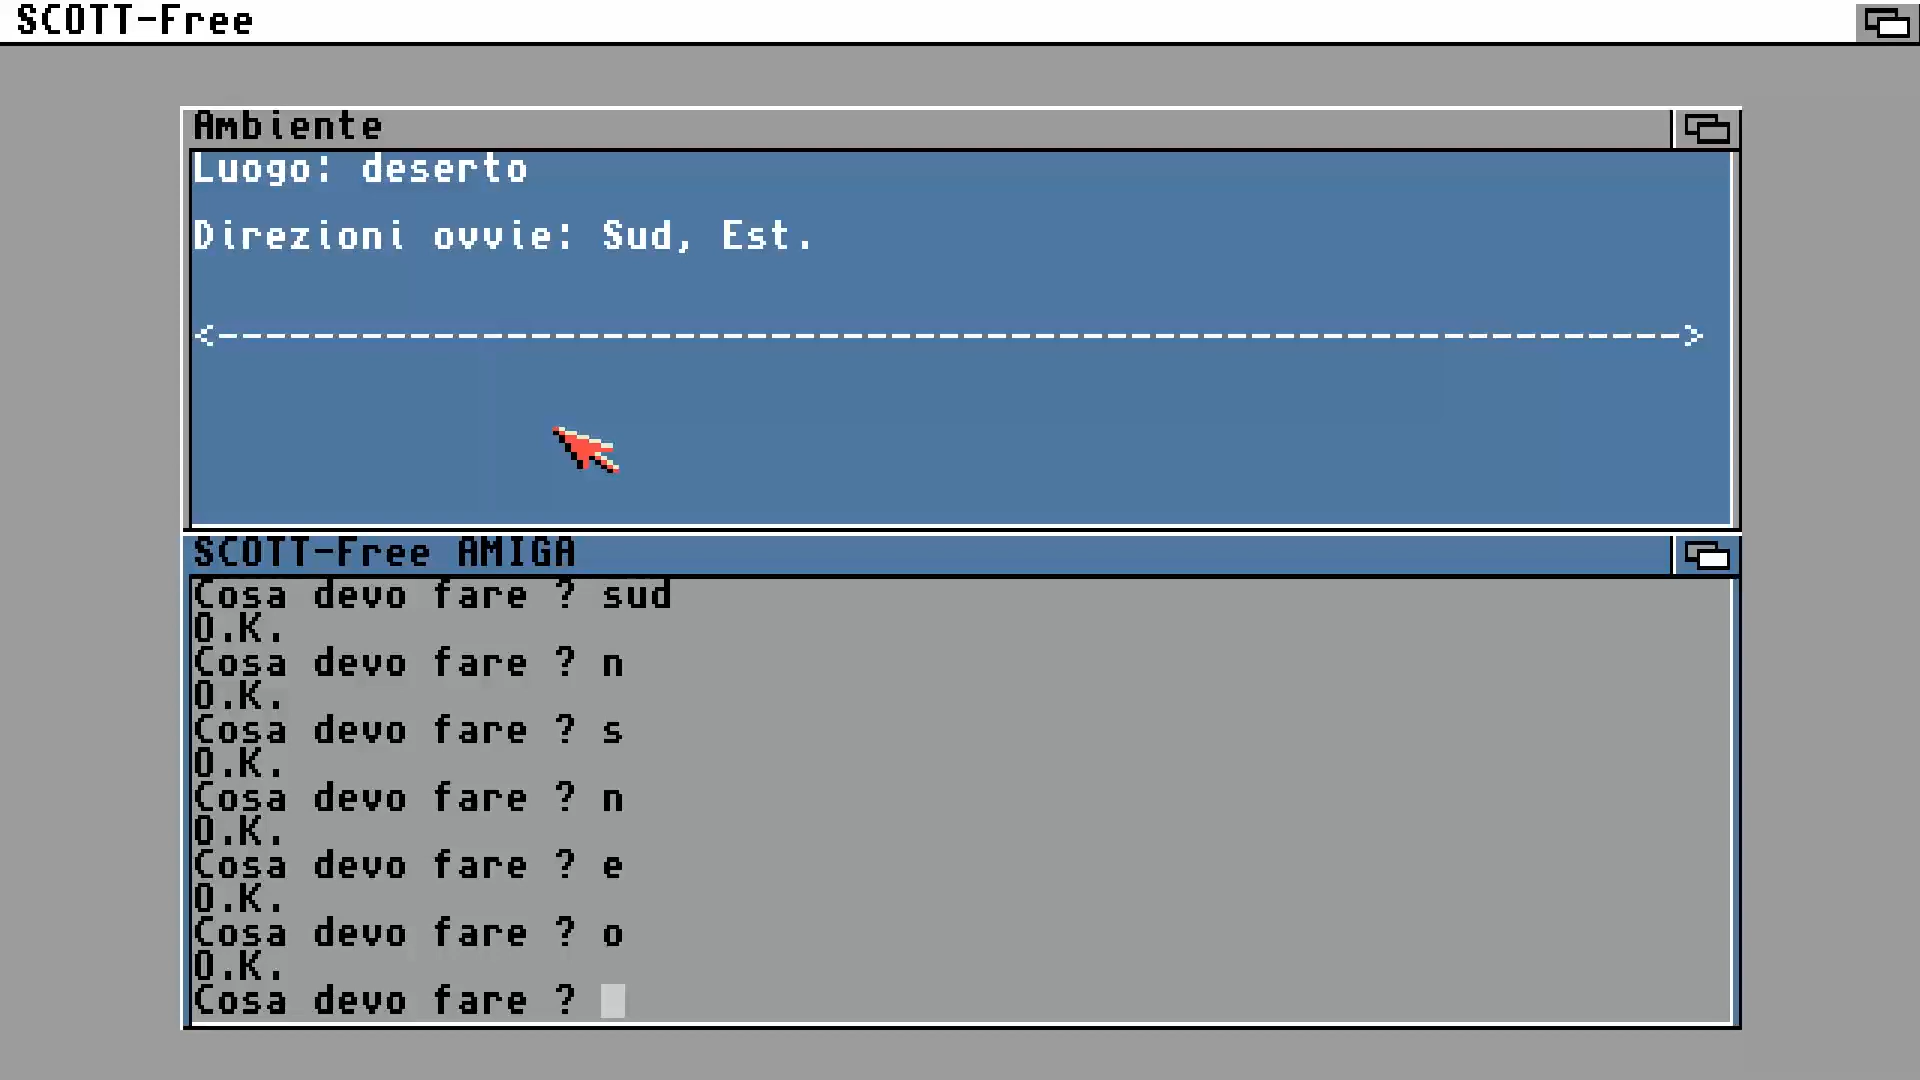 SCOTT-Free
Ambiente
Luogo: deserto
Direzioni ovvie: Sud, Est.
<-------------------------------------------------------------->
SCOTT-Free AMIGA
Cosa devo fare ? sud
O.K.
Cosa devo fare ? n
O.K.
Cosa devo fare ? s
O.K.
Cosa devo fare ? n
O.K.
Cosa devo fare ? e
O.K.
Cosa devo fare ? o
O.K.
Cosa devo fare ?